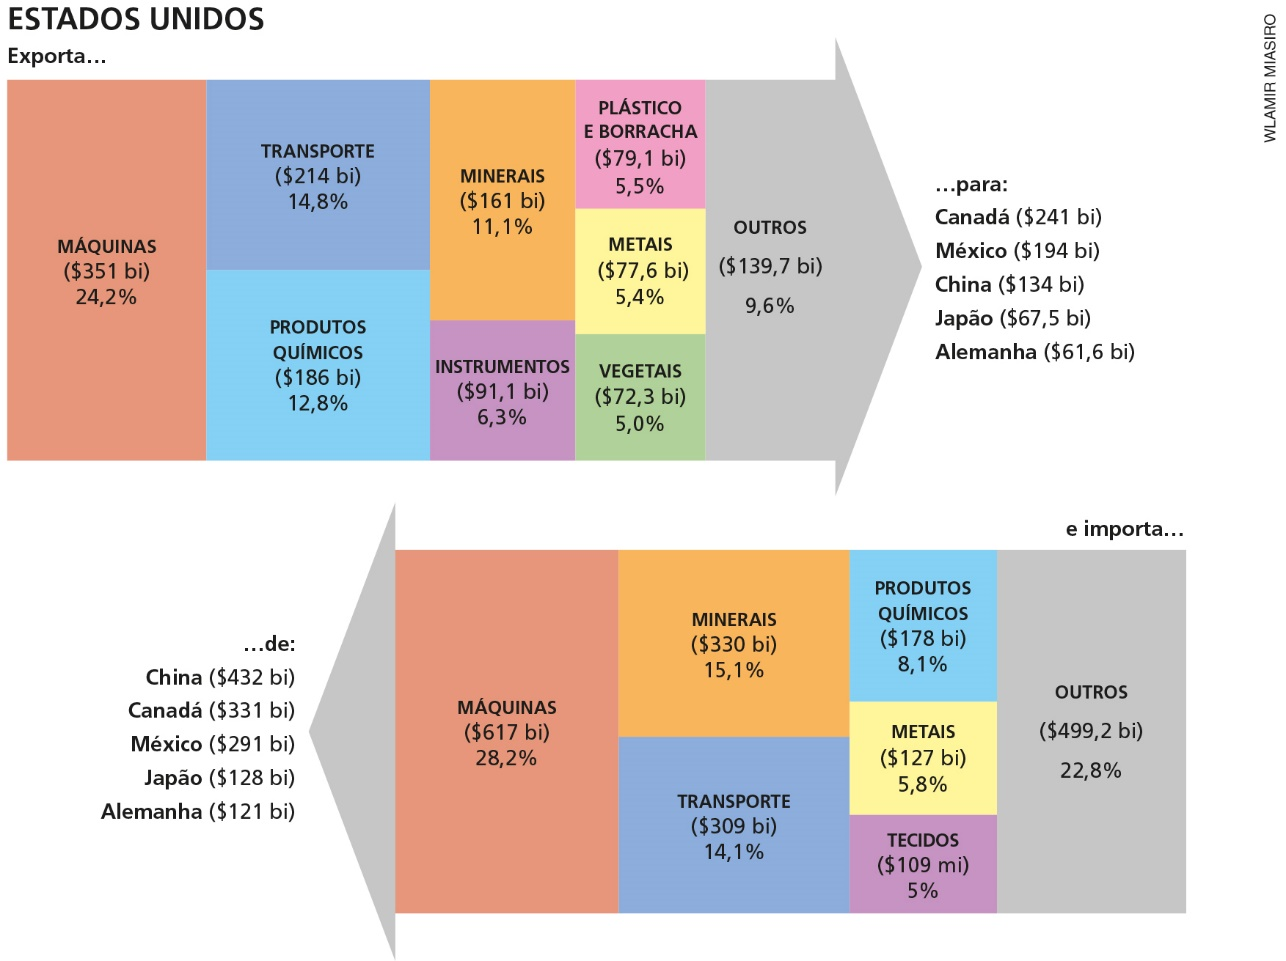 ESTADOS UNIDOS
Exporta...
WLAMIR MIASIRO
MÁQUINAS
($351 bi)
24,2%
TRANSPORTE
($214 bi)
14,8%
PRODUTOS
QUÍMICOS
($186 bi)
12,8%
MINERAIS
($161 bi)
11,1%
INSTRUMENTOS
($91,1 bi)
6,3%
PLÁSTICO
E BORRACHA
($79,1 bi)
5,5%
METAIS
($77,6 bi)
5,4%
VEGETAIS
($72,3 bi)
5,0%
OUTROS
($139,7 bi)
9,6%
...para:
Canadá ($241 bi)
México ($194 bi)
China ($134 bi)
Japão ($67,5 bi)
Alemanha ($61,6 bi)
e importa...
...de:
China ($432 bi)
Canadá ($331 bi)
México ($291 bi)
Japão ($128 bi)
Alemanha ($121 bi)
MÁQUINAS
($617 bi)
28,2%
MINERAIS
($330 bi)
15,1%
TRANSPORTE
($309 bi)
14,1%
PRODUTOS
QUÍMICOS
($178 bi)
8,1%
METAIS
($127 bi)
5,8%
TECIDOS
($109 mi)
5%
OUTROS
($499,2 bi)
22,8%